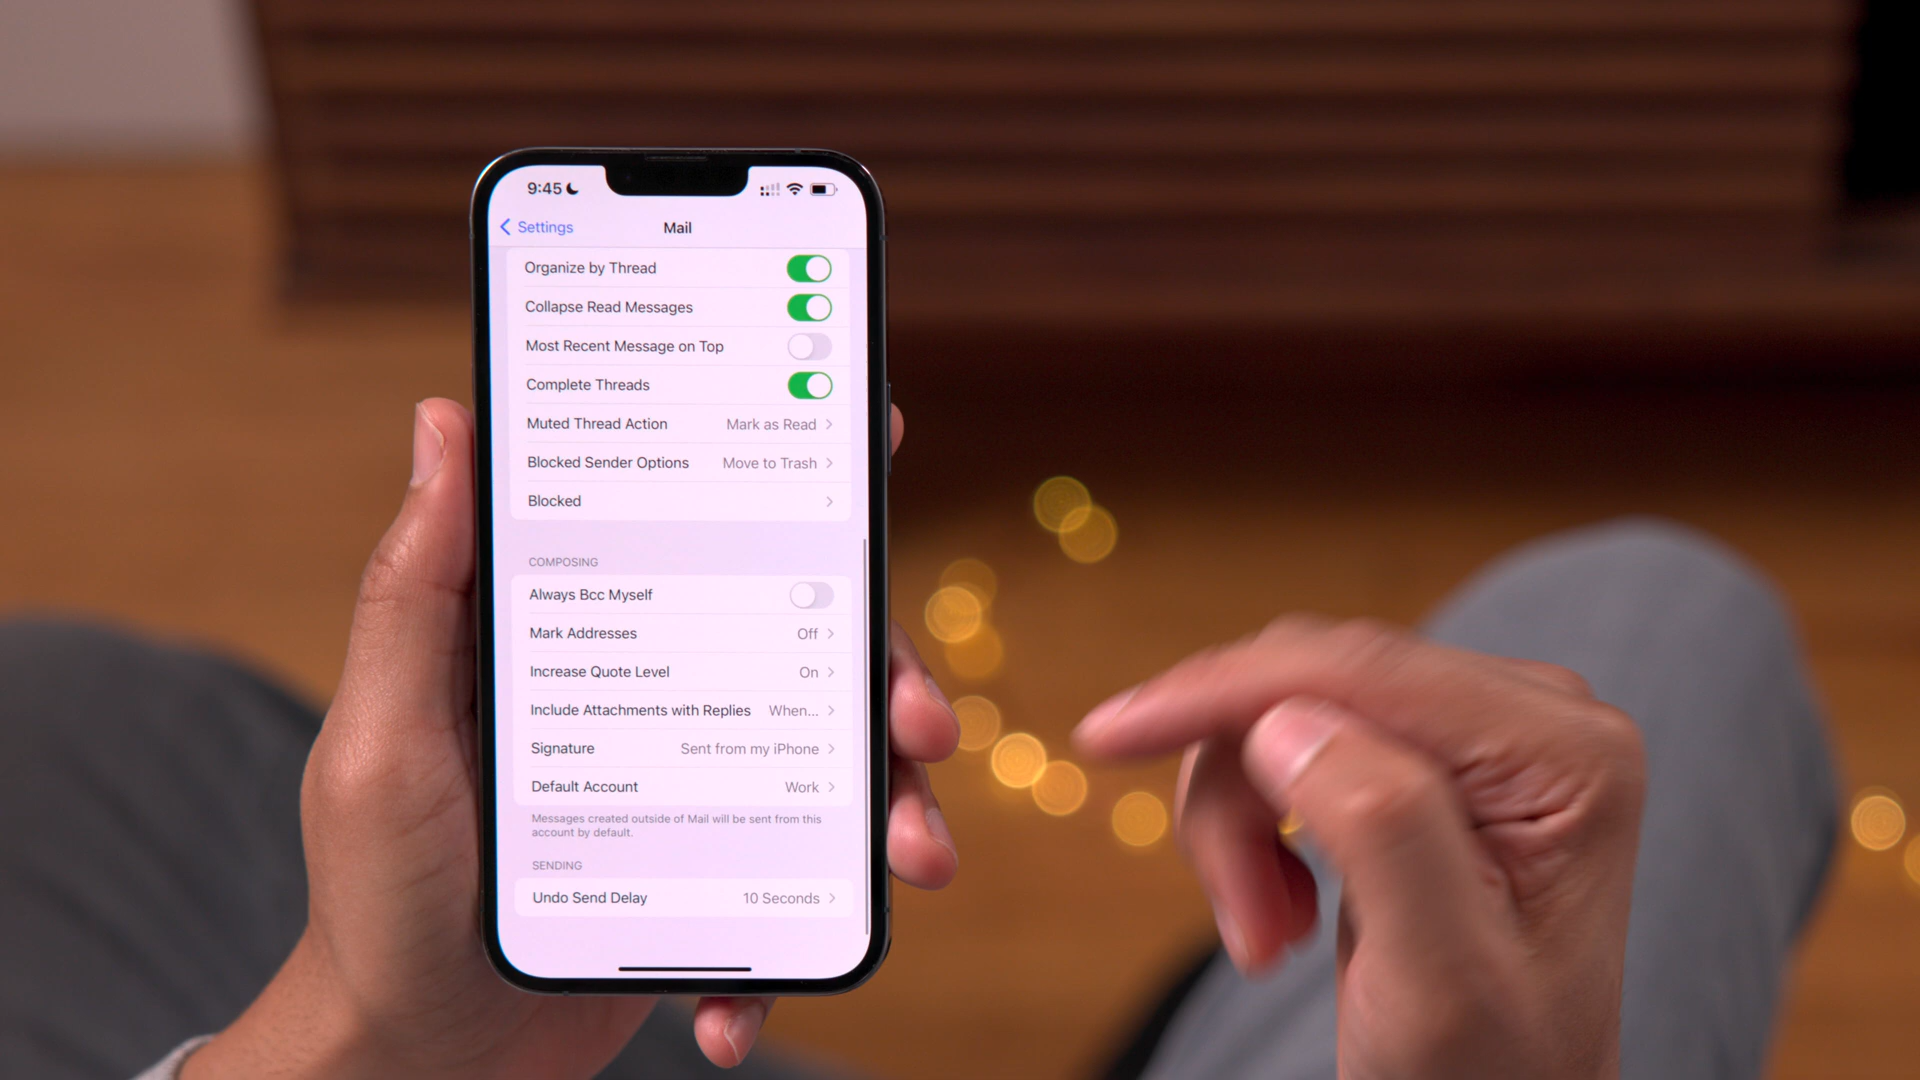 9:45
Settings
Mail
Organize by Thread
Collapse Read Messages
Most Recent Message on Top
Complete Threads
Muted Thread Action Mark as Read
Blocked Sender Options Move to Trash
Blocked
COMPOSING
Always Bcc Myself
Mark Addresses Off
Increase Quote Level On
Include Attachments with Replies When...
Signature Sent from my iPhone
Default Account Work
Messages created outside of Mail will be sent from this
account by default.
SENDING
Undo Send Delay 10 Seconds